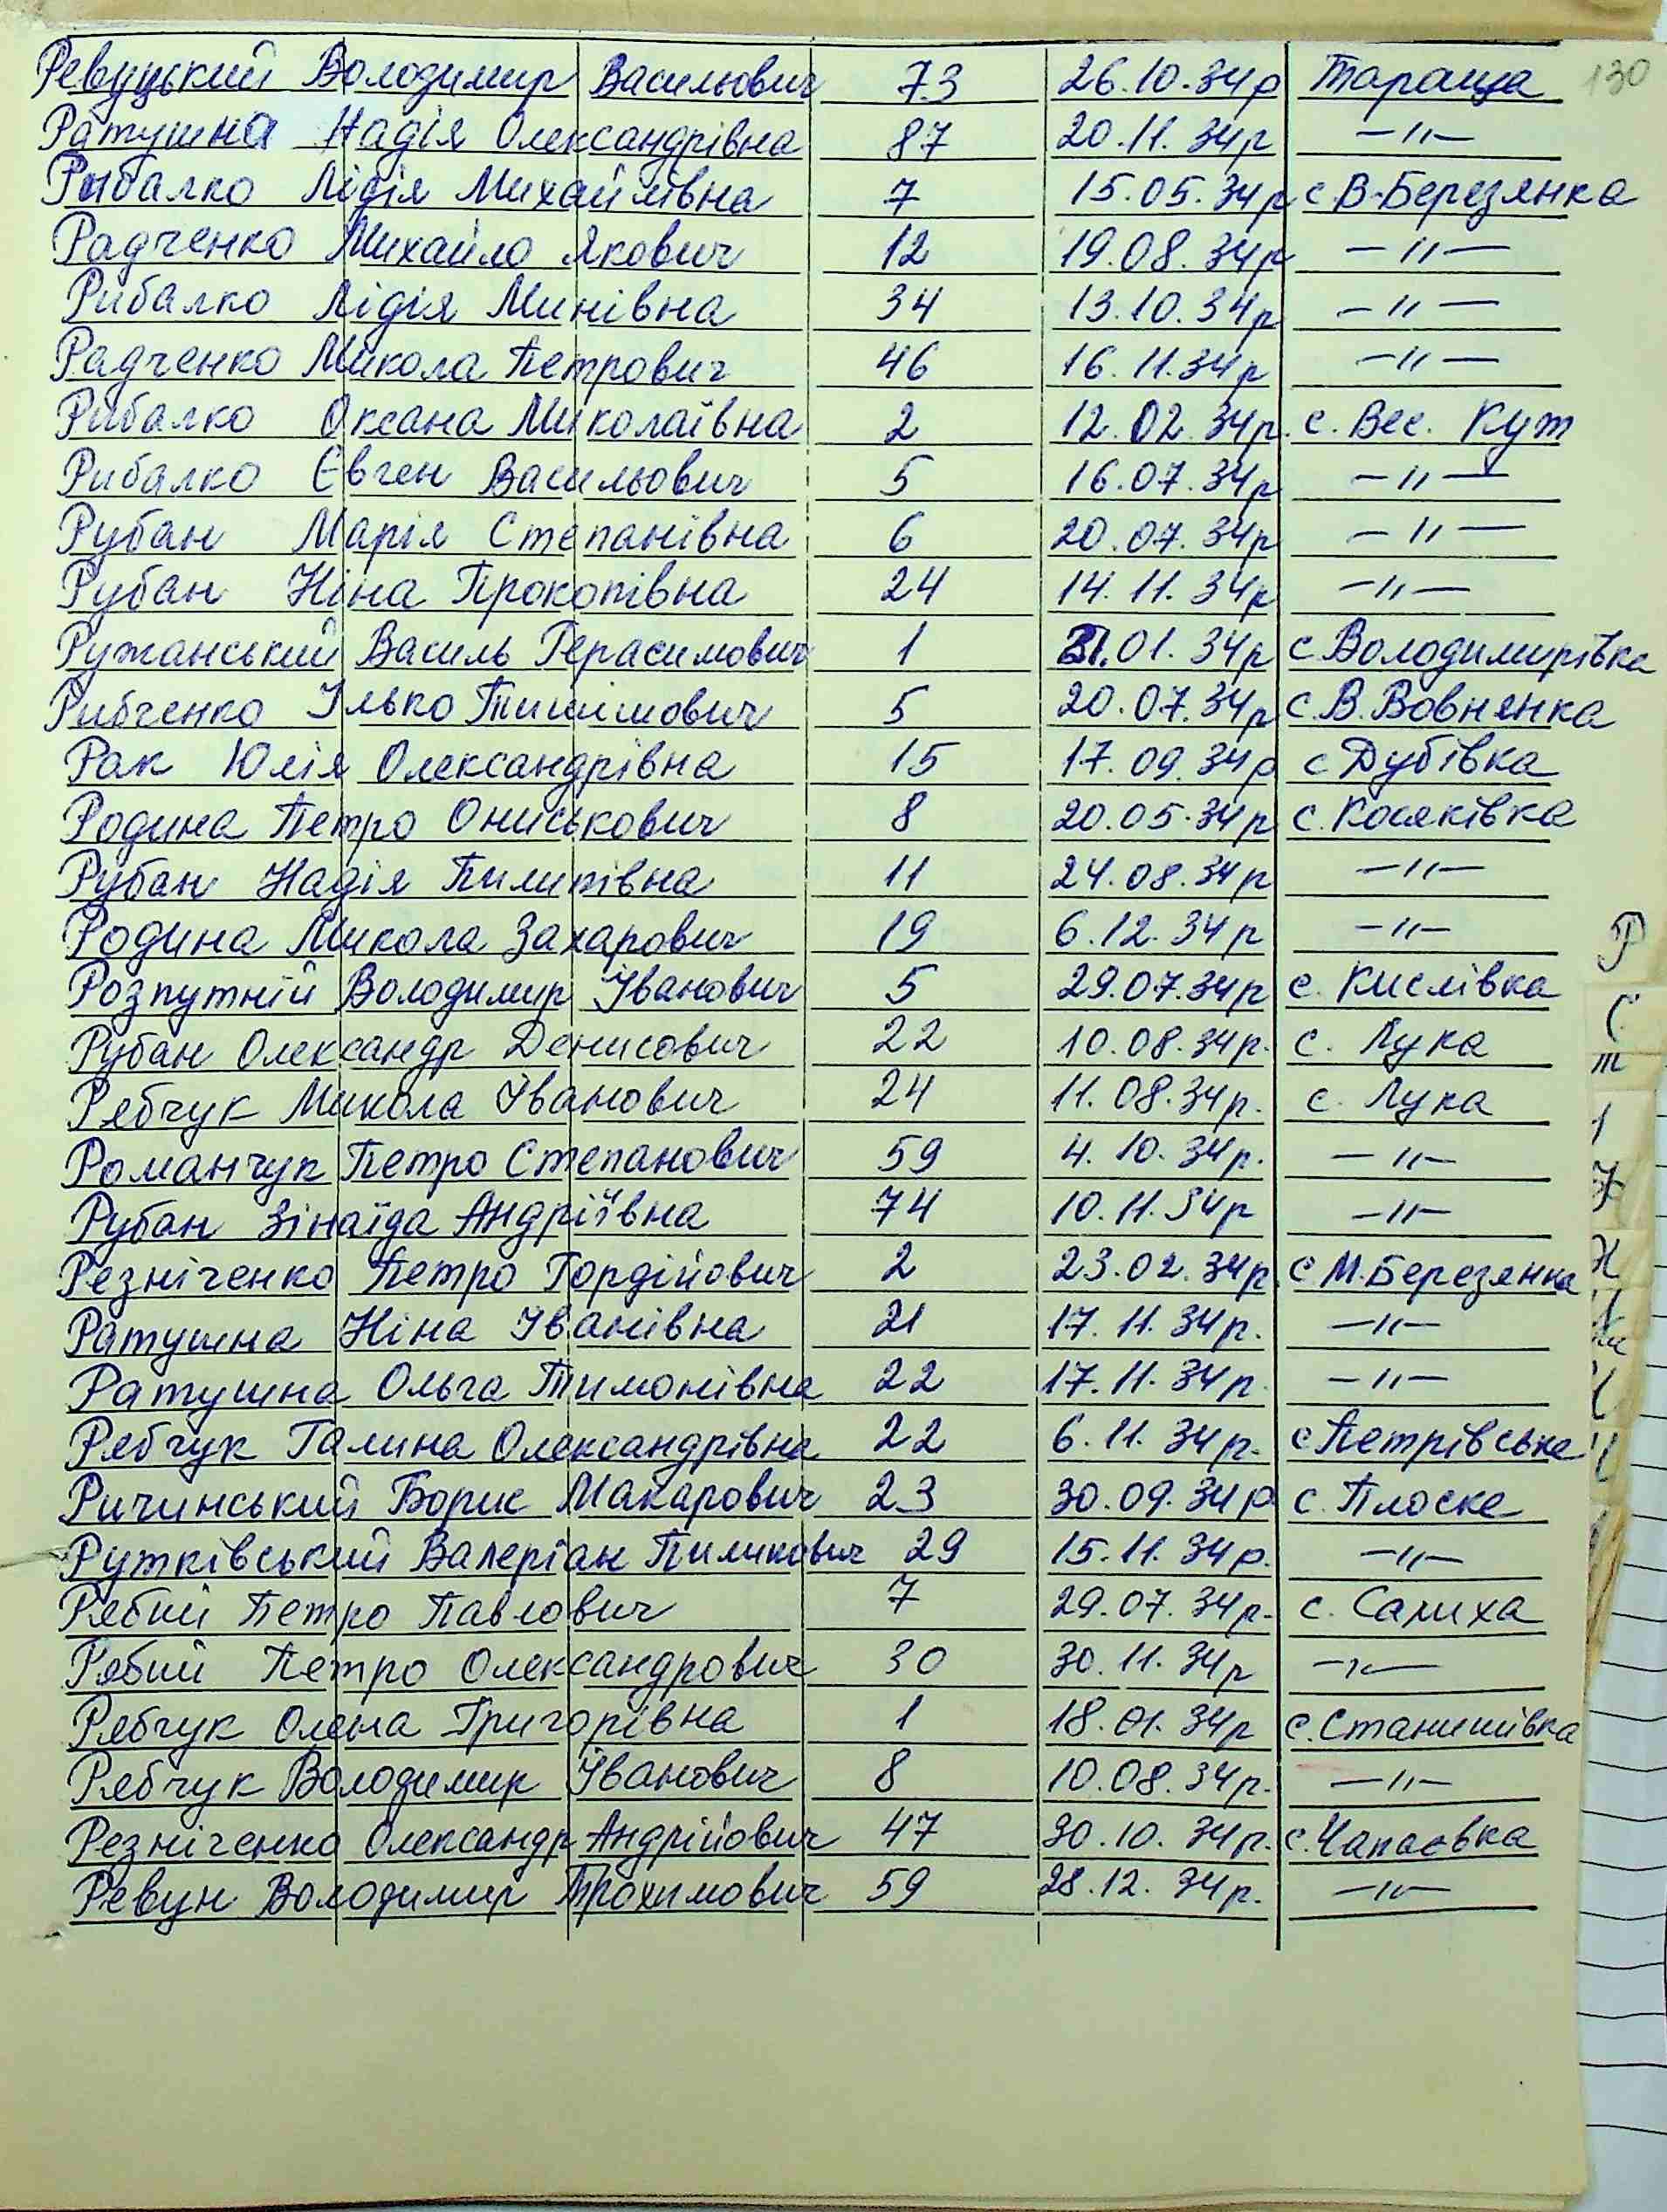 130
Ревуцький Володимир Васильович 73 26.10.34р Тараща
Ратушна Надія Олександрівна 87 20.11.34р —"—
Рибалко Лідія Михайлівна 7 15.05.34р с В-Березянка
Радченко Михайло Якович 12 19.08.34р —"—
Рибалко Лідія Минівна 34 13.10.34р —"—
Радченко Микола Петрович 46 16.11.34р —"—
Рибалко Оксана Миколаївна 2 12.02.34р. с. Вес. Кут
Рибалко Євген Васильович 5 16.07.34р —"—
Рубан Марія Степанівна 6 20.07.34р —"—
Рубан Ніна Прокопівна 24 14.11.34р —"—
Ружанський Василь Герасимович 1 21.01.34р с Володимирівка
Рибченко Ілько Тишкович 5 20.07.34р с. В. Вовнянка
Рак Юлія Олександрівна 15 17.09.34р с Дубівка
Родина Петро Ониськович 8 20.05.34р с. Косяківка
Рубан Надія Пилипівна 11 24.08.34р —"—
Родина Микола Захарович 19 6.12.34р —"—
Розпутній Володимир Іванович 5 29.07.34р с. Кислівка
Рубан Олександр Денисович 22 10.08.34р. с. Лука
Рябчук Микола Іванович 24 11.08.34р. с. Лука
Романчук Петро Степанович 59 4.10.34р. —"—
Рубан Зінаїда Андріївна 74 10.11.34р —"—
Резніченко Петро Гордійович 2 23.02.34р. с М.Березянка
Ратушна Ніна Іванівна 21 17.11.34р. —"—
Ратушна Ольга Тимонівна 22 17.11.34р. —"—
Рябчук Галина Олександрівна 22 6.11.34р. с Петрівське
Ричинський Борис Макарович 23 30.09.34р с. Плоске
Рутківський Валеріан Пиликович 29 15.11.34р. —"—
Рябий Петро Павлович 7 29.07.34р. с. Салиха
Рябий Петро Олександрович 30 30.11.34р —"—
Рябчук Олена Григорівна 1 18.01.34р с. Станишівка
Рябчук Володимир Іванович 8 10.08.34р. —"—
Резніченко Олександр Андрійович 47 30.10.34р. с. Чапаєвка
Ревун Володимир Трохимович 59 28.12.34р. —"—
Р
С
т